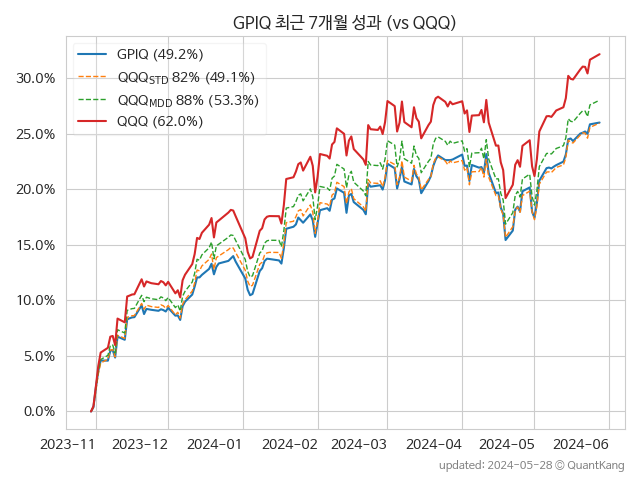 GPIQ 최근 7개월 성과 (vs QQQ)
GPIQ (49.2%)
QQQSTD 82% (49.1%)
QQQMDD 88% (53.3%)
QQQ (62.0%)
30.0%
25.0%
20.0%
15.0%
10.0%
5.0%
0.0%
2023-11 2023-12 2024-01 2024-02 2024-03 2024-04 2024-05 2024-06
updated: 2024-05-28 © QuantKang